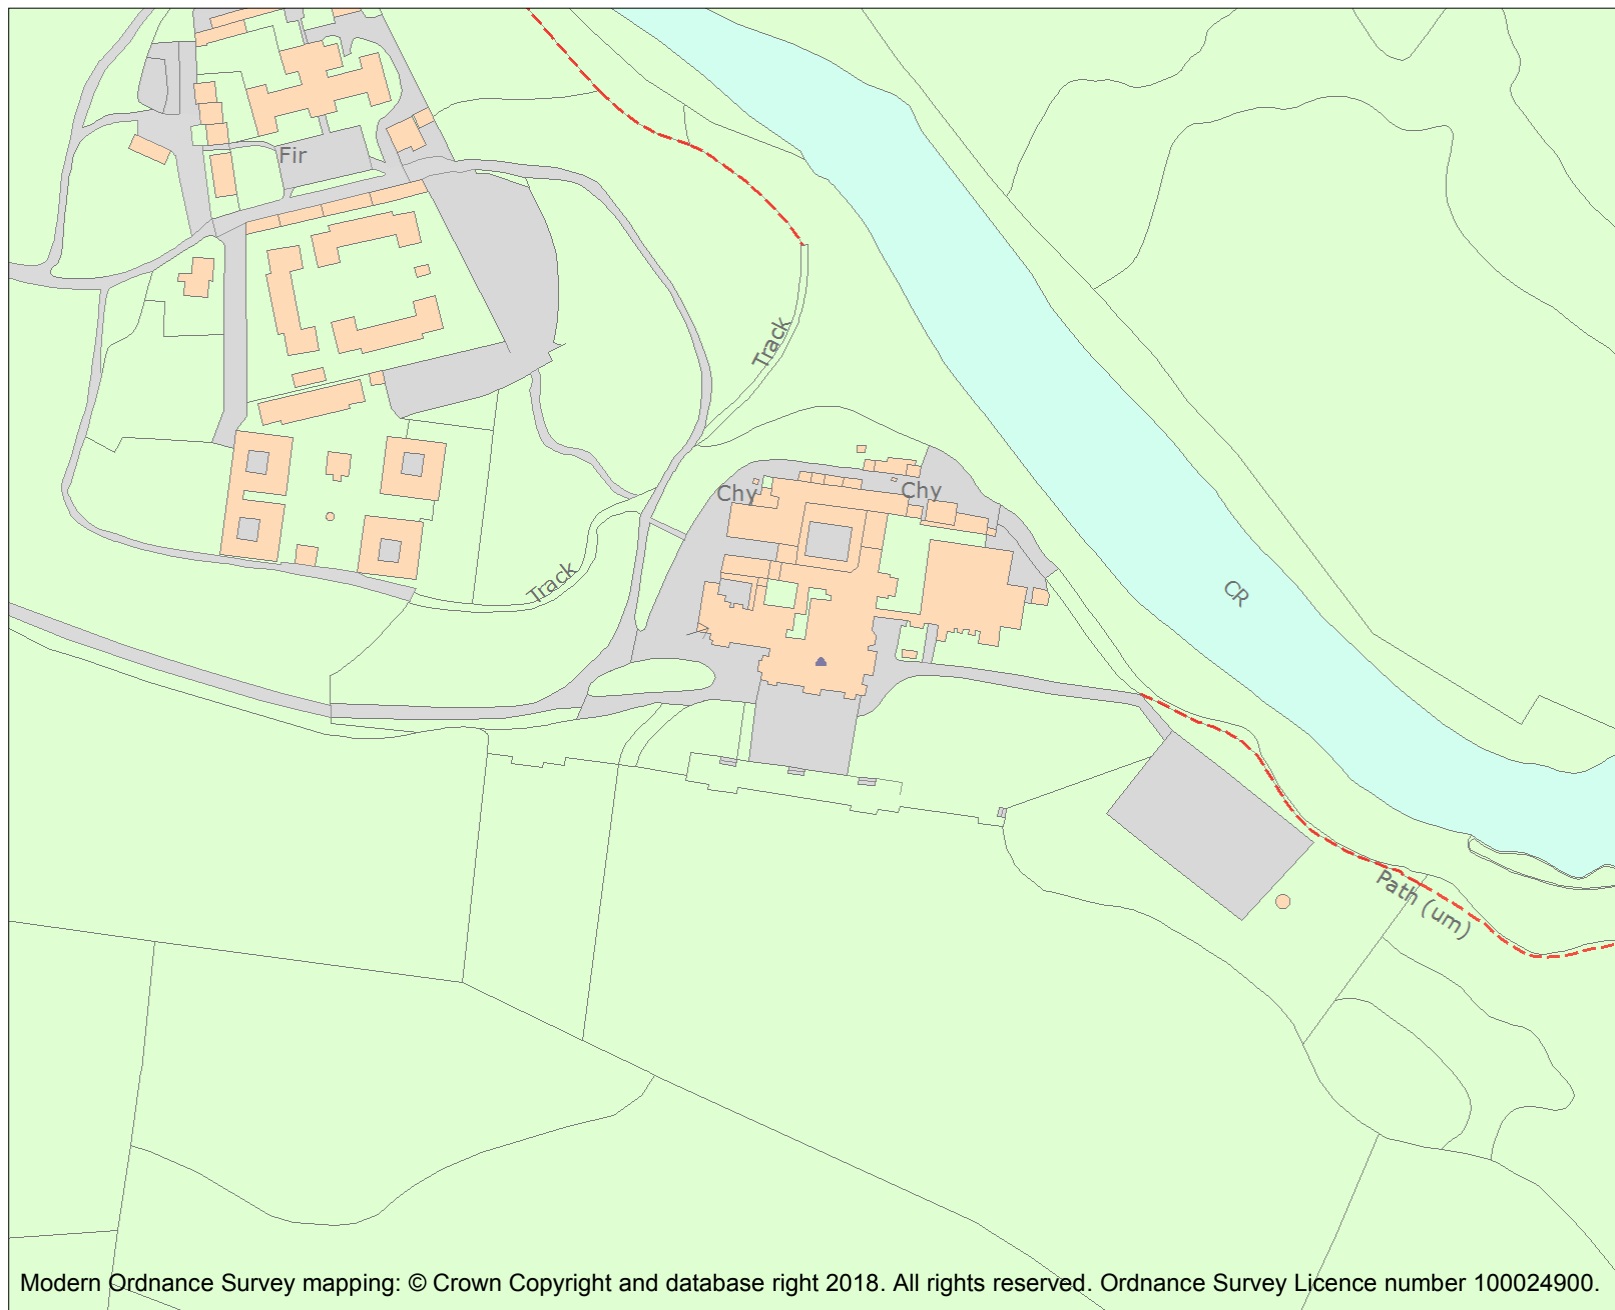 Fir
Track
Chy
Chy
Track
CR
Path (um)
Modern Ordnance Survey mapping: © Crown Copyright and database right 2018. All rights reserved. Ordnance Survey Licence number 100024900.